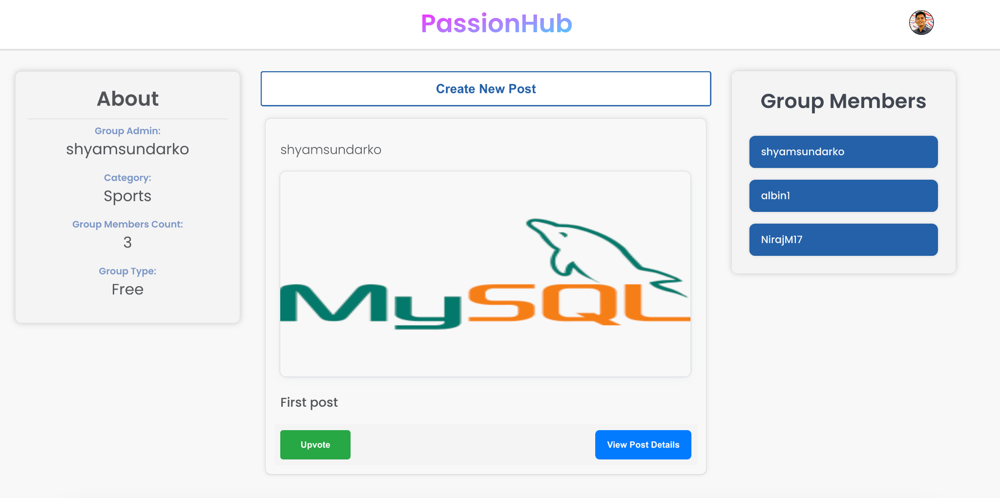 PassionHub
About
Group Admin:
shyamsundarko
Category:
Sports
Group Members Count:
3
Group Type:
Free
Create New Post
shyamsundarko
MySQL
First post
Upvote
View Post Details
Group Members
shyamsundarko
albin1
NirajM17